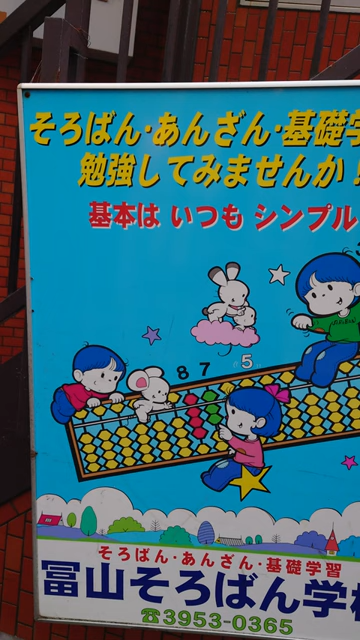 そろばん・あんざん・基礎学
勉強してみませんか!
基本は いつも シンプル
8 7 5
そろばん・あんざん・基礎学習
冨山そろばん学校
☎3953-0365